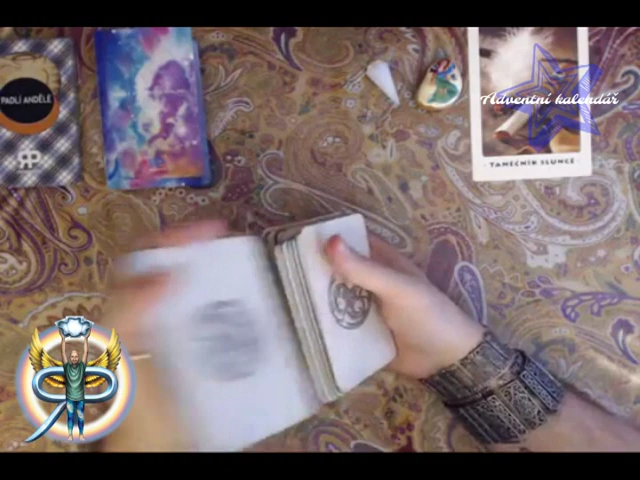 PADLÍ ANDĚLÉ
Adventní kalendář
• TANEČNÍK SLUNCE •